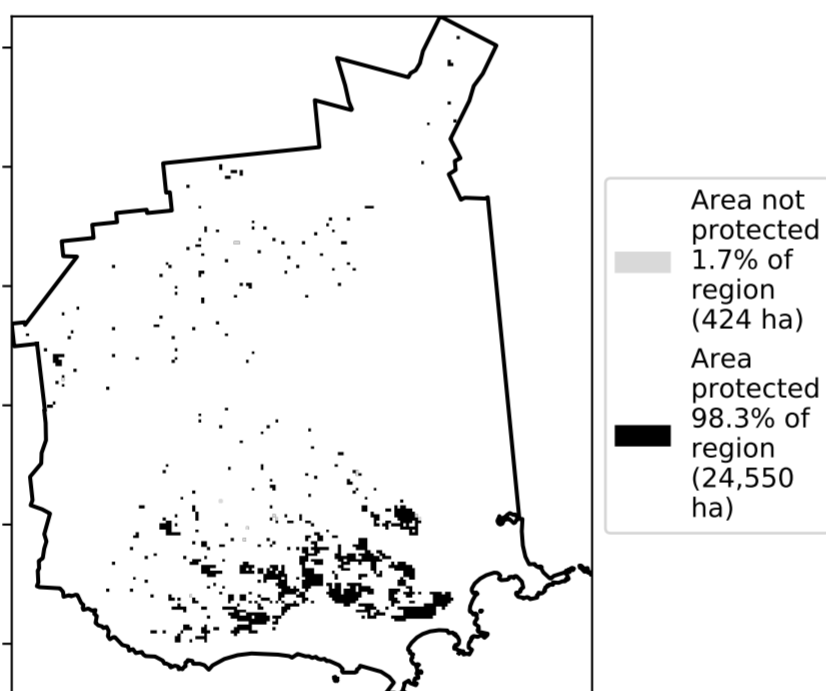 Area not
protected
1.7% of
region
(424 ha)
Area
protected
98.3% of
region
(24,550
ha)